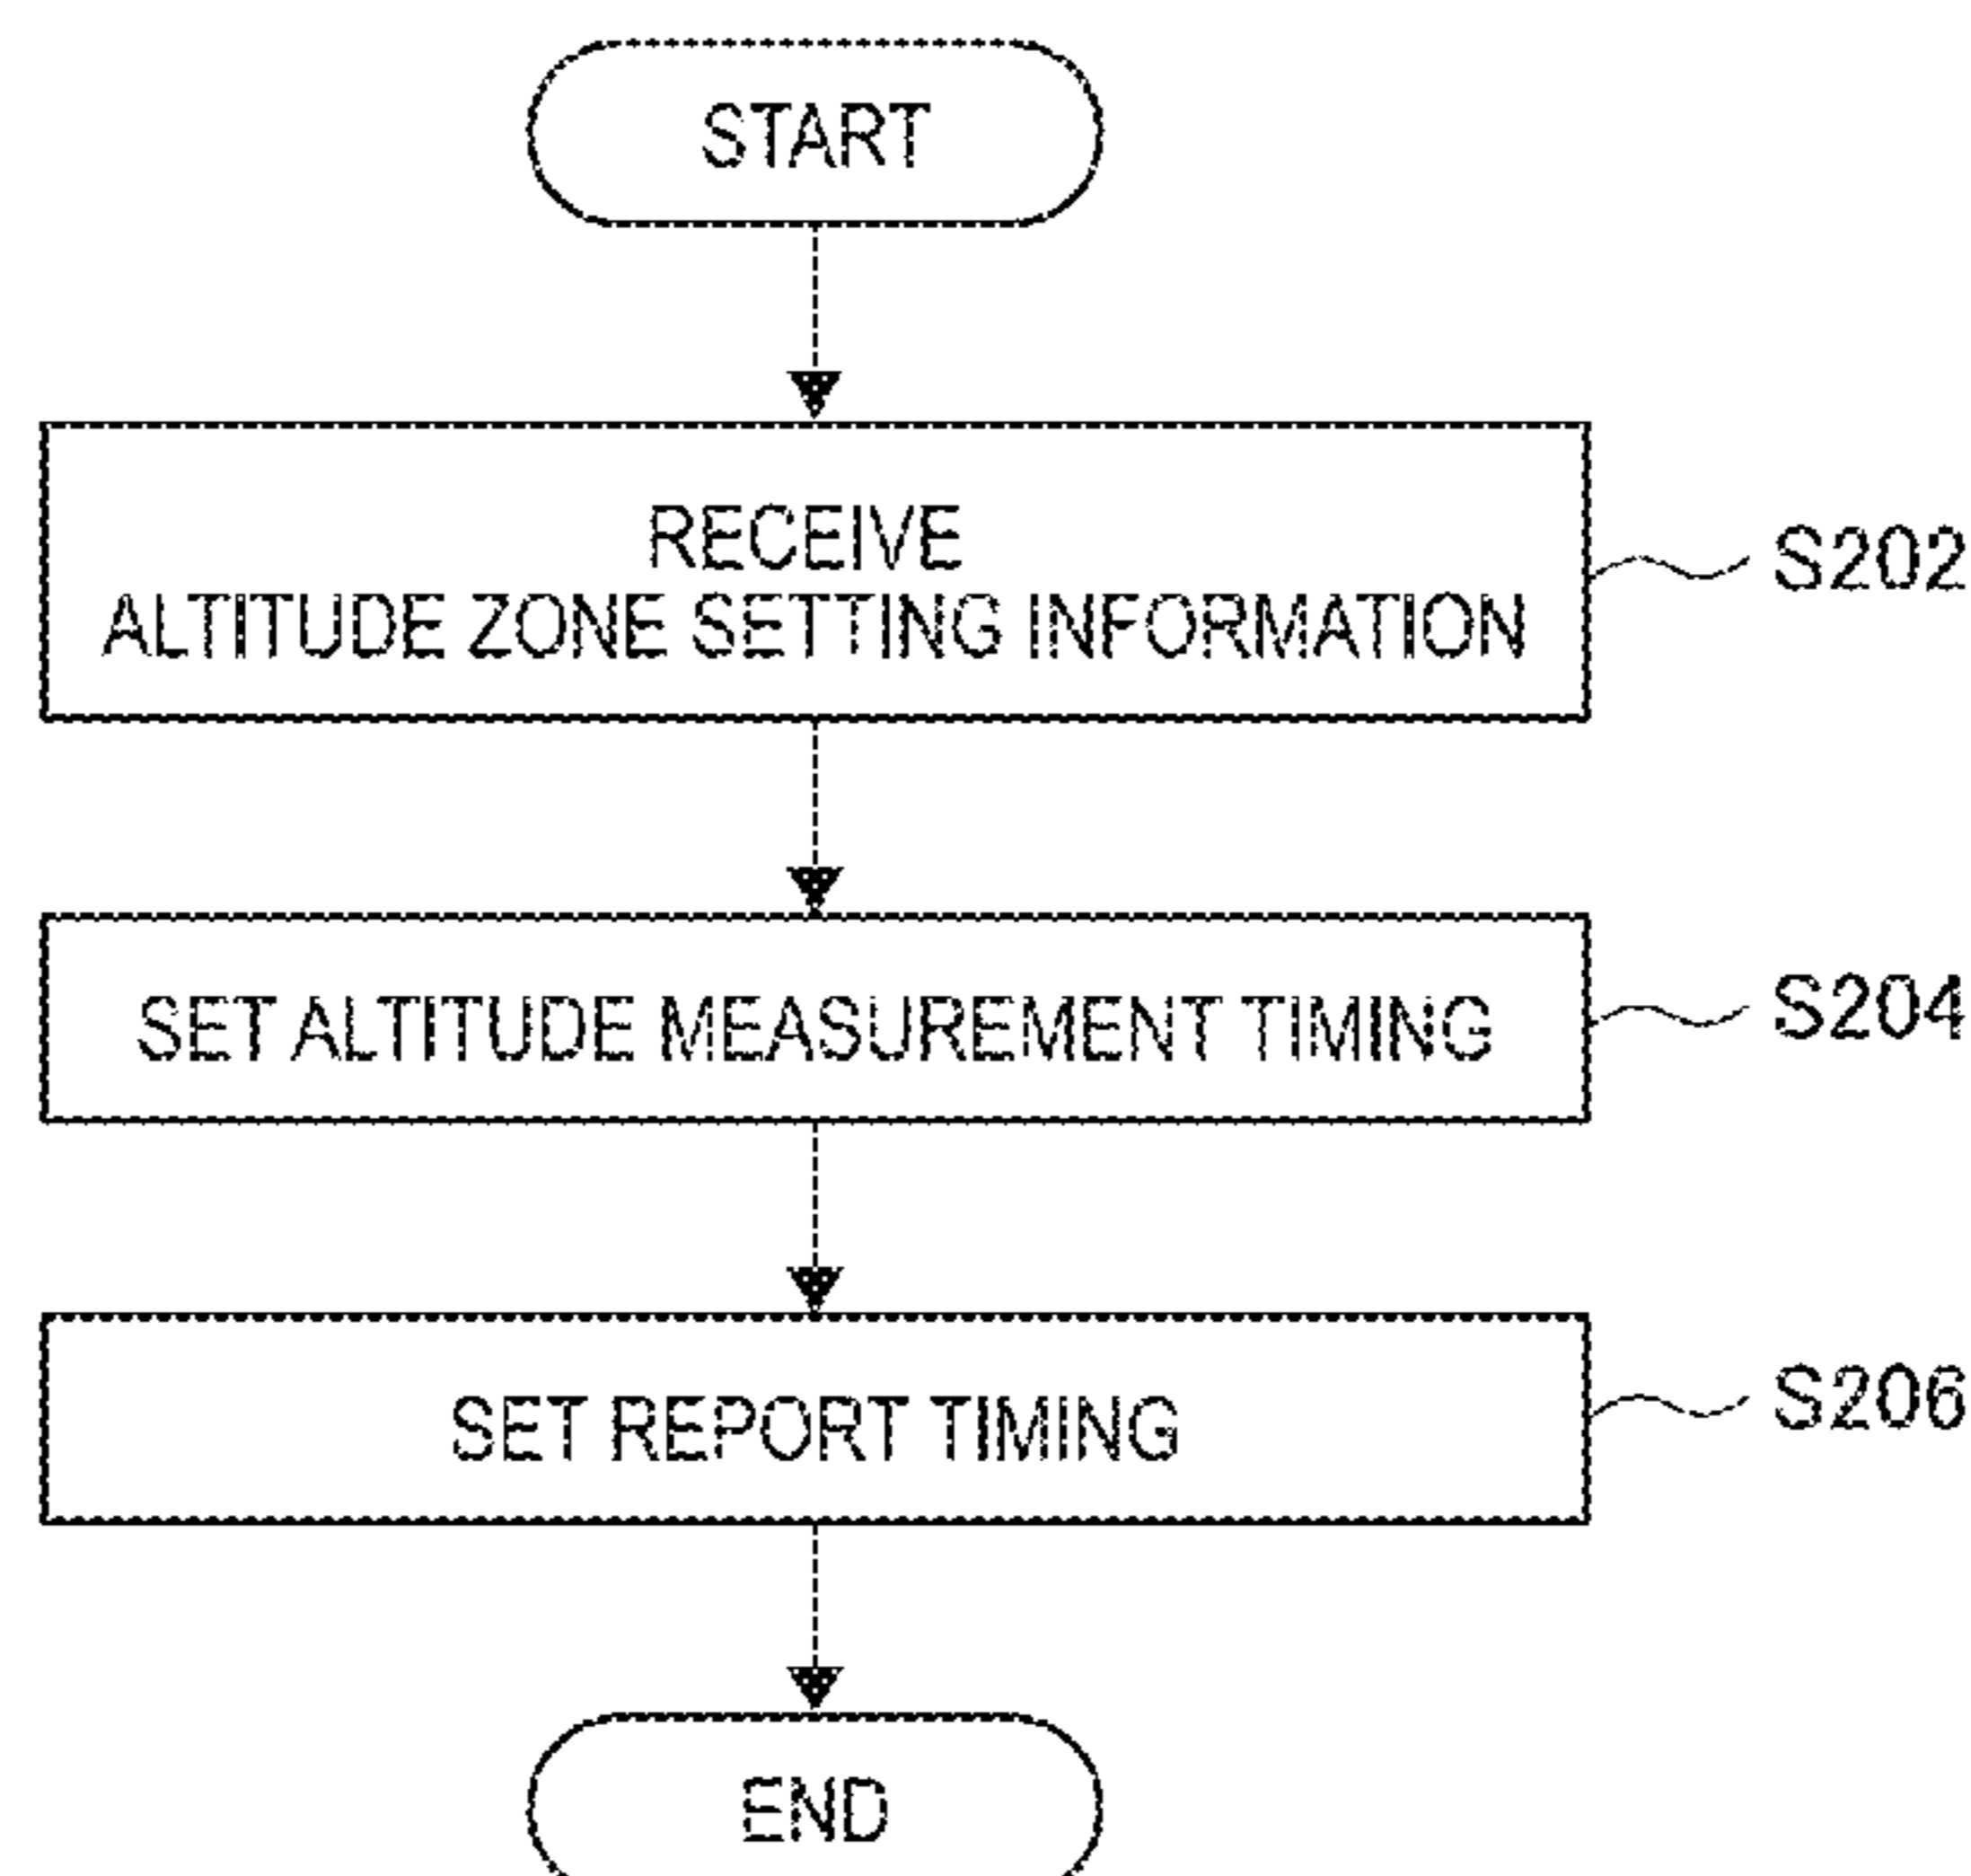 START
RECEIVE
ALTITUDE ZONE SETTING INFORMATION
S202
SET ALTITUDE MEASUREMENT TIMING
S204
SET REPORT TIMING
S206
END